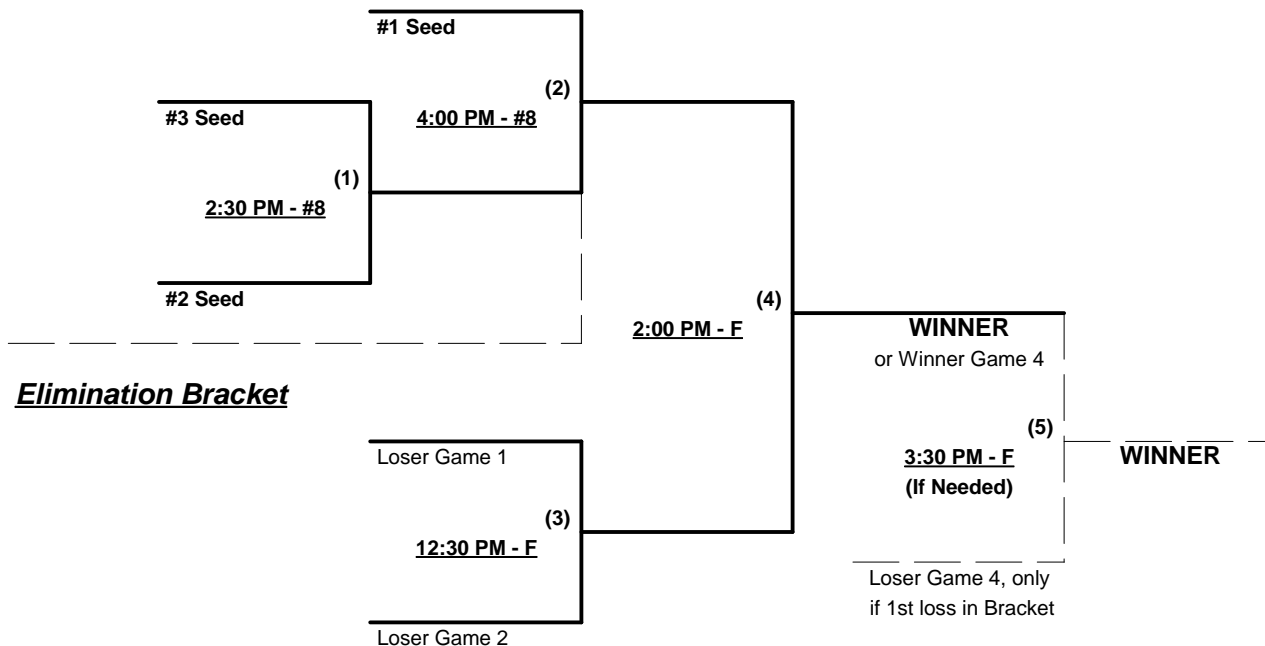 #1 Seed
(2)
#3 Seed
4:00 PM - #8
(1)
2:30 PM - #8
#2 Seed
(4)
2:00 PM - F
WINNER
or Winner Game 4
Elimination Bracket
(5)
Loser Game 1
3:30 PM - F
WINNER
(If Needed)
(3)
12:30 PM - F
Loser Game 4, only
if 1st loss in Bracket
Loser Game 2